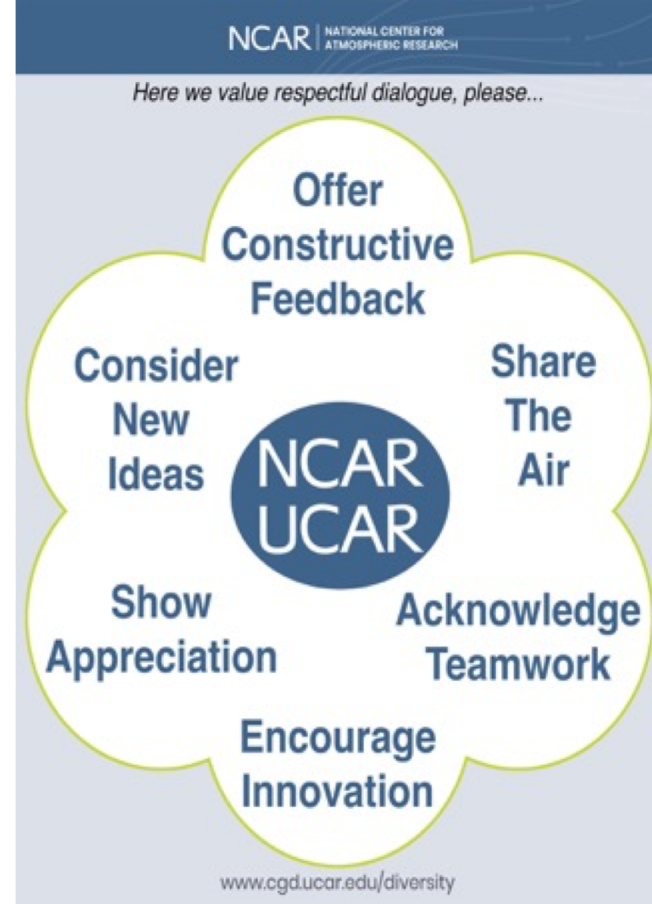 NCAR | NATIONAL CENTER FOR
ATMOSPHERIC RESEARCH
Here we value respectful dialogue, please...
Offer
Constructive
Feedback
Share
The
Air
Acknowledge
Teamwork
Encourage
Innovation
Show
Appreciation
Consider
New
Ideas
NCAR
UCAR
www.cgd.ucar.edu/diversity